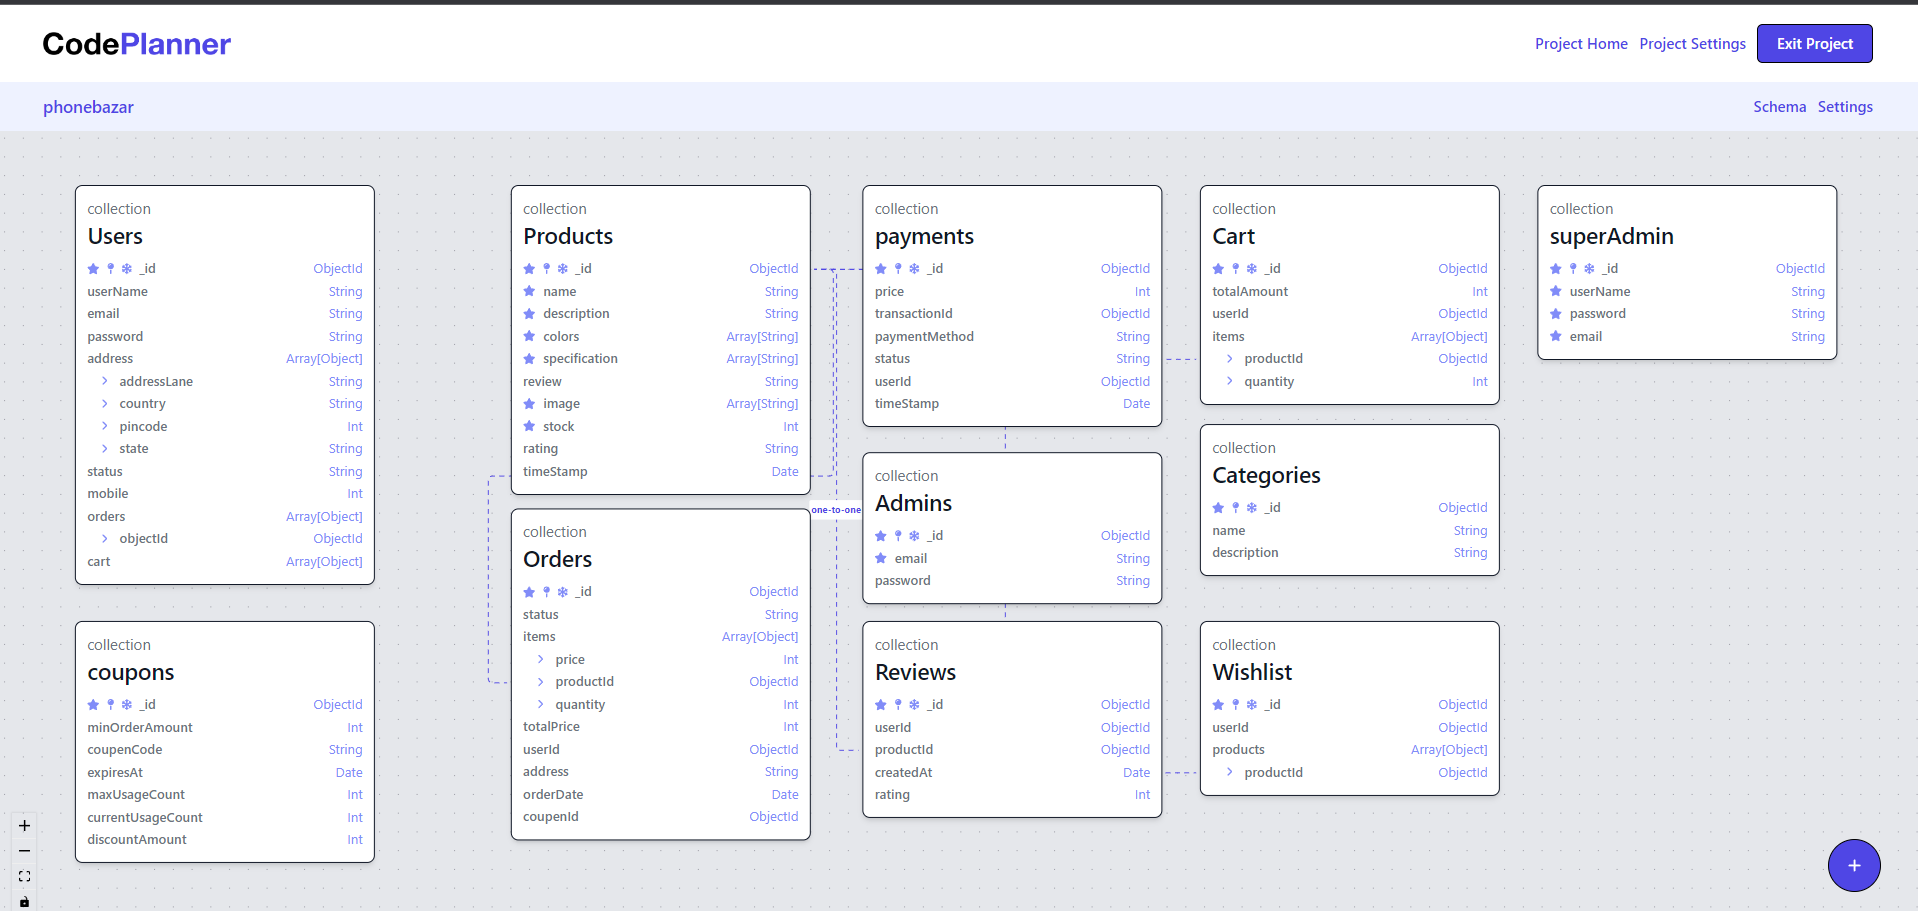 CodePlanner
Project Home Project Settings Exit Project
phonebazar
Schema Settings
collection
Users
_id ObjectId
userName String
email String
password String
address Array[Object]
addressLane String
country String
pincode Int
state String
status String
mobile Int
orders Array[Object]
objectId ObjectId
cart Array[Object]
collection
coupons
_id ObjectId
minOrderAmount Int
coupenCode String
expiresAt Date
maxUsageCount Int
currentUsageCount Int
discountAmount Int
collection
Products
_id ObjectId
name String
description String
colors Array[String]
specification Array[String]
review String
image Array[String]
stock Int
rating String
timeStamp Date
collection
Orders
_id ObjectId
status String
items Array[Object]
price Int
productId ObjectId
quantity Int
totalPrice Int
userId ObjectId
address String
orderDate Date
coupenId ObjectId
one-to-one
collection
payments
_id ObjectId
price Int
transactionId ObjectId
paymentMethod String
status String
userId ObjectId
timeStamp Date
collection
Admins
_id ObjectId
email String
password String
collection
Reviews
_id ObjectId
userId ObjectId
productId ObjectId
createdAt Date
rating Int
collection
Cart
_id ObjectId
totalAmount Int
userId ObjectId
items Array[Object]
productId ObjectId
quantity Int
collection
Categories
_id ObjectId
name String
description String
collection
Wishlist
_id ObjectId
userId ObjectId
products Array[Object]
productId ObjectId
collection
superAdmin
_id ObjectId
userName String
password String
email String